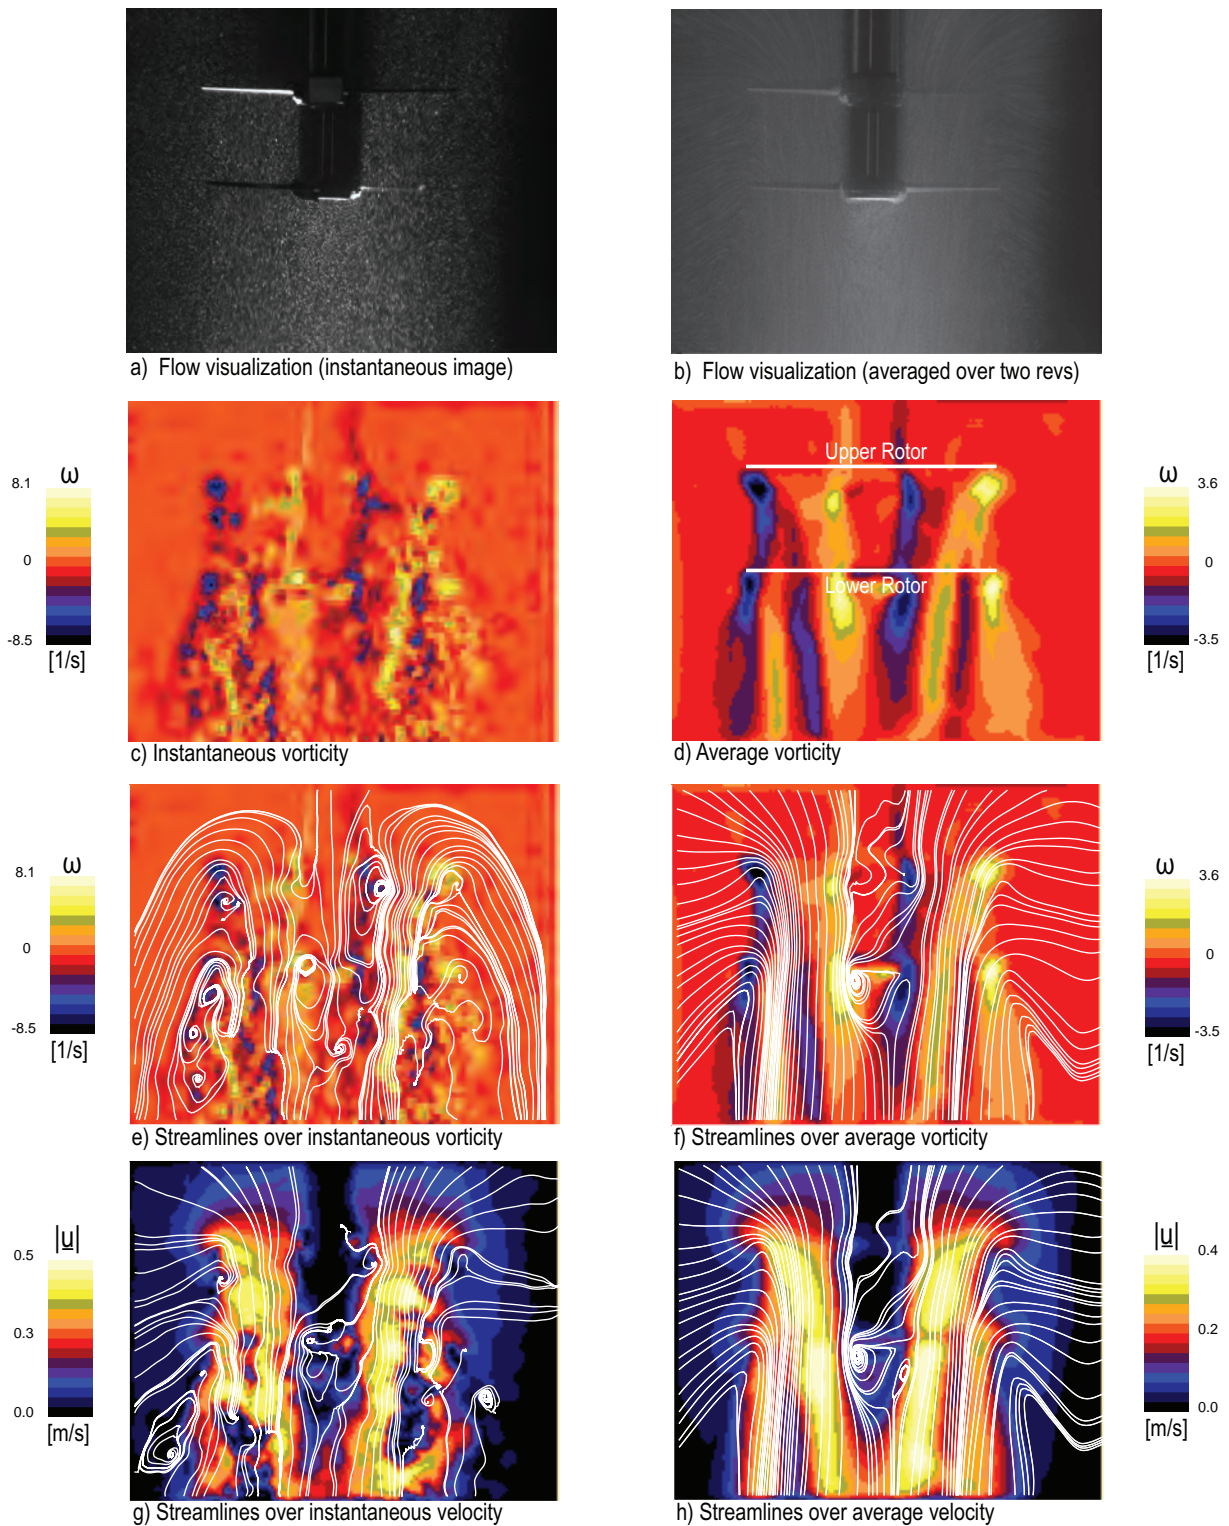 a) Flow visualization (instantaneous image)
b) Flow visualization (averaged over two revs)
ω
8.1
0
-8.5
[1/s]
c) Instantaneous vorticity
Upper Rotor
Lower Rotor
ω
3.6
0
-3.5
[1/s]
d) Average vorticity
ω
8.1
0
-8.5
[1/s]
e) Streamlines over instantaneous vorticity
ω
3.6
0
-3.5
[1/s]
f) Streamlines over average vorticity
|u|
0.5
0.3
0.0
[m/s]
g) Streamlines over instantaneous velocity
|u|
0.4
0.2
0.0
[m/s]
h) Streamlines over average velocity